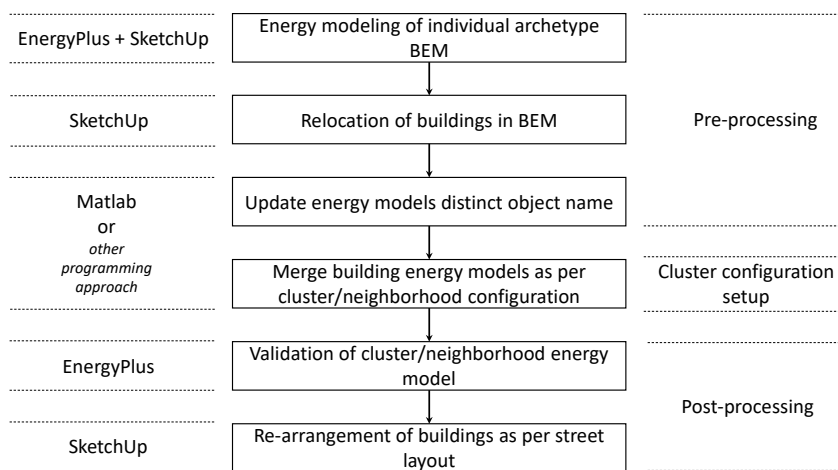 EnergyPlus + SketchUp
Energy modeling of individual archetype
BEM
SketchUp
Relocation of buildings in BEM
Pre-processing
Matlab
or
other
programming
approach
Update energy models distinct object name
Merge building energy models as per
cluster/neighborhood configuration
Cluster configuration
setup
EnergyPlus
Validation of cluster/neighborhood energy
model
Post-processing
SketchUp
Re-arrangement of buildings as per street
layout